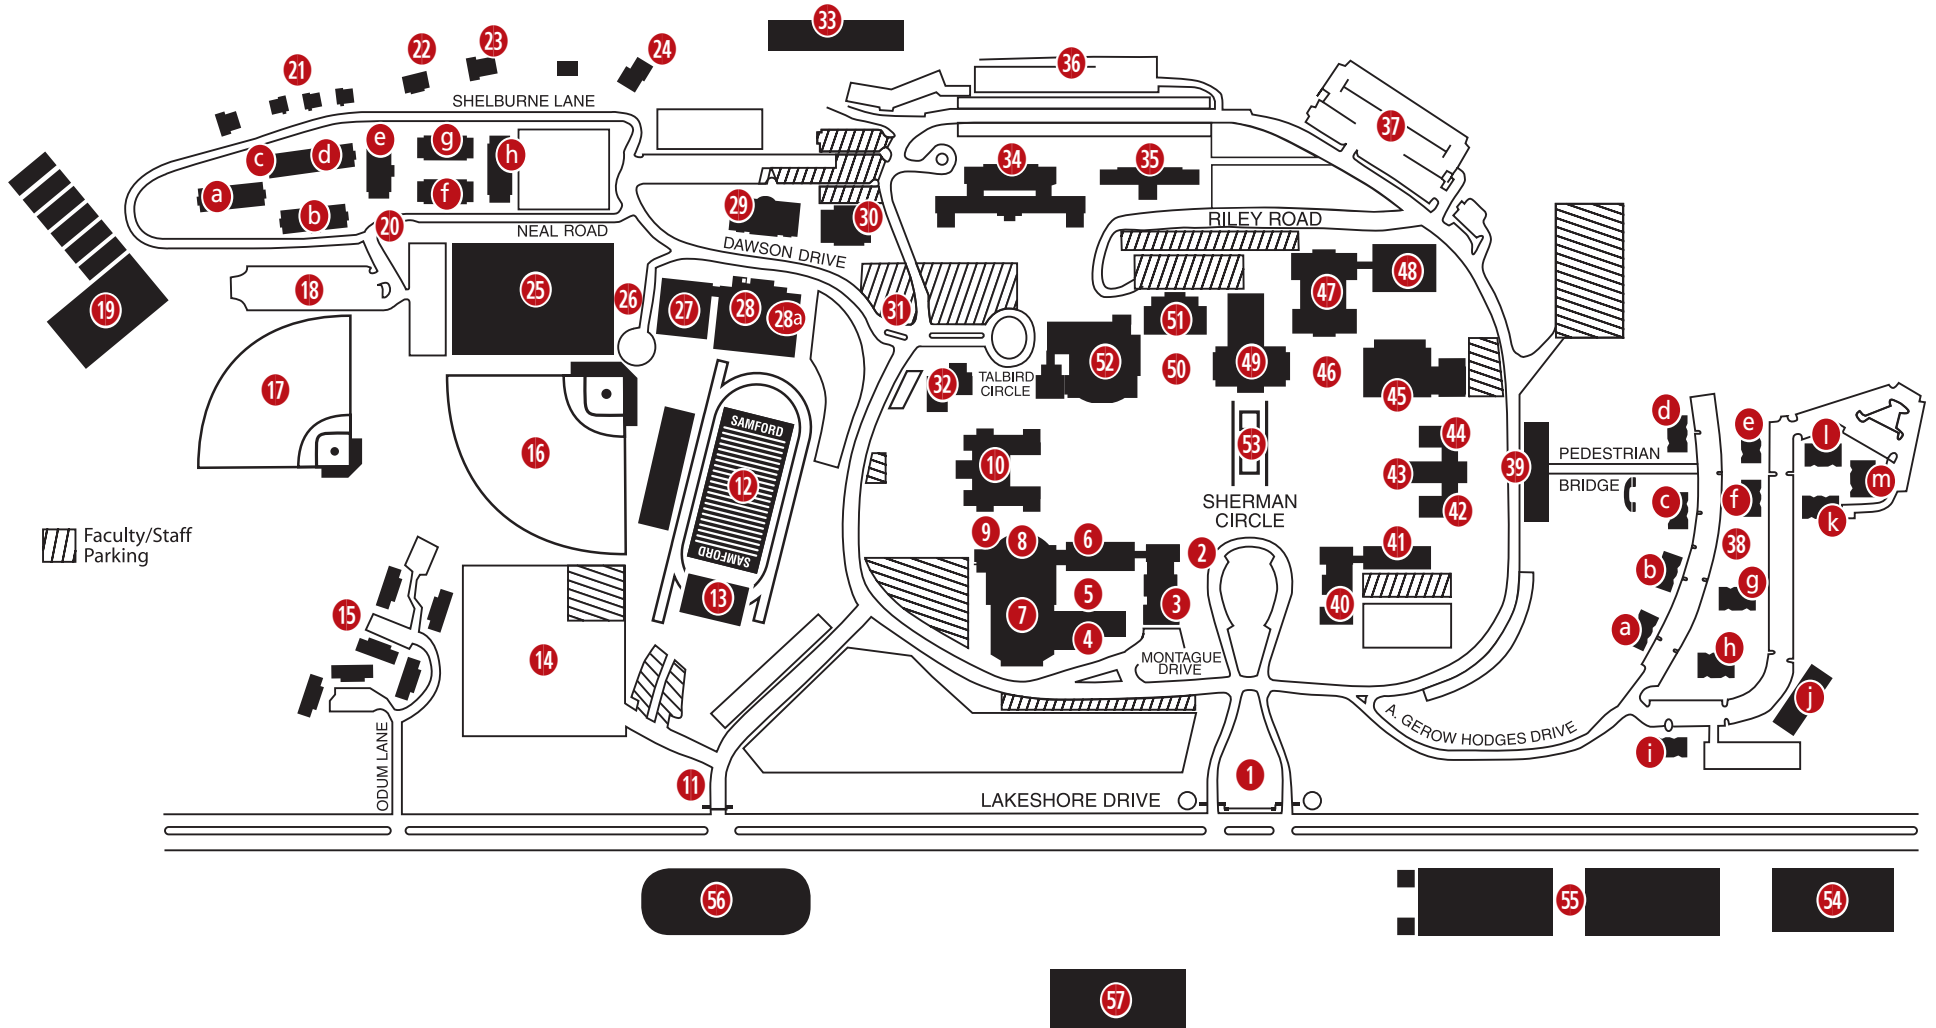 33
23
22
24
21
36
SHELBURNE LANE
37
e
g
h
c
d
34
35
a
f
b
29
30
20
RILEY ROAD
NEAL ROAD
DAWSON DRIVE
48
18
25
47
26
27
28
28a
31
19
51
52
50
49
46
TALBIRD
CIRCLE
32
17
45
SAMFORD
d
e
l
44
53
16
10
43
39
PEDESTRIAN
BRIDGE
12
m
SHERMAN
CIRCLE
42
c
f
k
Faculty/Staff
Parking
9
8
6
2
41
38
SAMFORD
b
g
5
13
15
7
3
40
a
4
14
MONTAGUE
DRIVE
h
j
A. GEROW HODGES DRIVE
i
ODUM LANE
11
1
LAKESHORE DRIVE
56
55
54
57